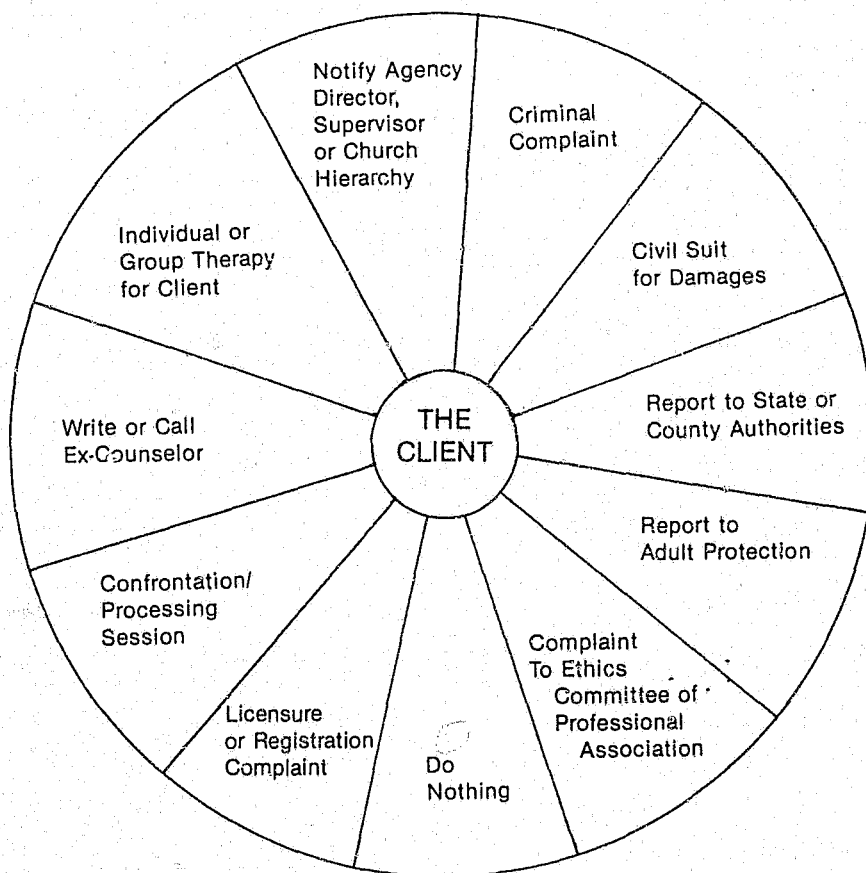 Notify Agency
Director,
Supervisor
or Church
Hierarchy
Criminal
Complaint
Civil Suit
for Damages
Report to State or
County Authorities
Report to
Adult Protection
Complaint
To Ethics
Committee of
Professional
Association
Do
Nothing
Licensure
or Registration
Complaint
Confrontation/
Processing
Session
Write or Call
Ex-Counselor
Individual or
Group Therapy
for Client
THE
CLIENT